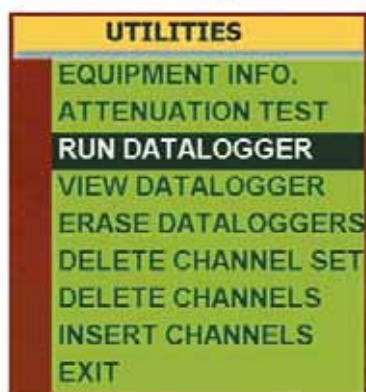 UTILITIES
EQUIPMENT INFO.
ATTENUATION TEST
RUN DATALOGGER
VIEW DATALOGGER
ERASE DATALOGGERS
DELETE CHANNEL SET
DELETE CHANNELS
INSERT CHANNELS
EXIT